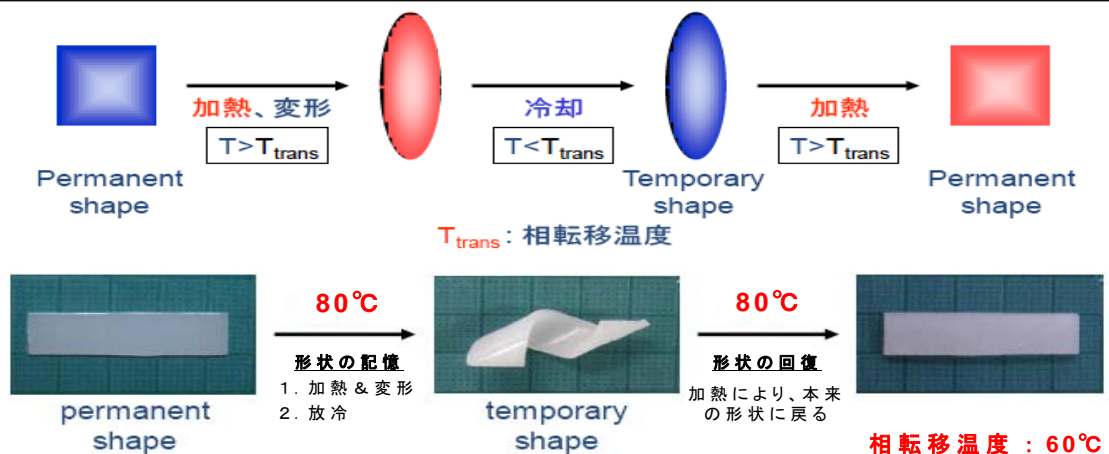 加熱、変形
T>Ttrans
冷却
T<Ttrans
加熱
T>Ttrans
Permanent
shape
Temporary
shape
Permanent
shape
Ttrans: 相転移温度
80℃
形状の記憶
1. 加熱＆変形
2. 放冷
80℃
形状の回復
加熱により、本来
の形状に戻る
permanent
shape
temporary
shape
相転移温度 : 60℃